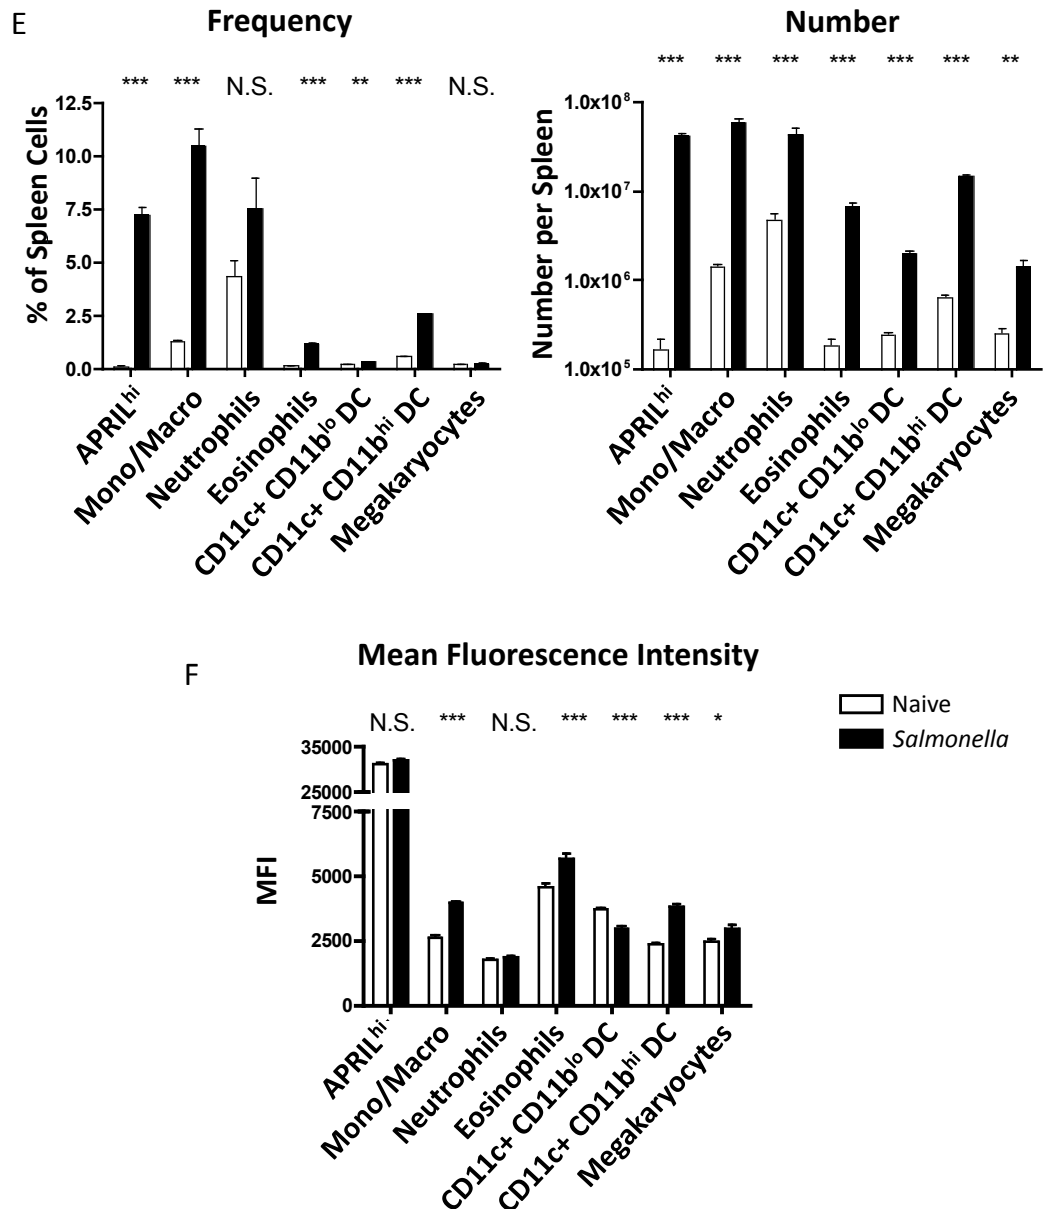 E
Frequency
*** *** N.S. *** ** *** N.S.
% of Spleen Cells
12.5
10.0
7.5
5.0
2.5
0.0
APRILhi
Mono/Macro
Neutrophils
Eosinophils
CD11c+ CD11blo DC
CD11c+ CD11bhi DC
Megakaryocytes
Number
*** *** *** *** *** *** **
Number per Spleen
1.0x10⁸
1.0x10⁷
1.0x10⁶
1.0x10⁵
APRILhi
Mono/Macro
Neutrophils
Eosinophils
CD11c+ CD11blo DC
CD11c+ CD11bhi DC
Megakaryocytes
F
Mean Fluorescence Intensity
N.S. *** N.S. *** *** *** *
MFI
35000
25000
7500
5000
2500
0
APRILhi.
Mono/Macro
Neutrophils
Eosinophils
CD11c+ CD11blo DC
CD11c+ CD11bhi DC
Megakaryocytes
Naive
Salmonella